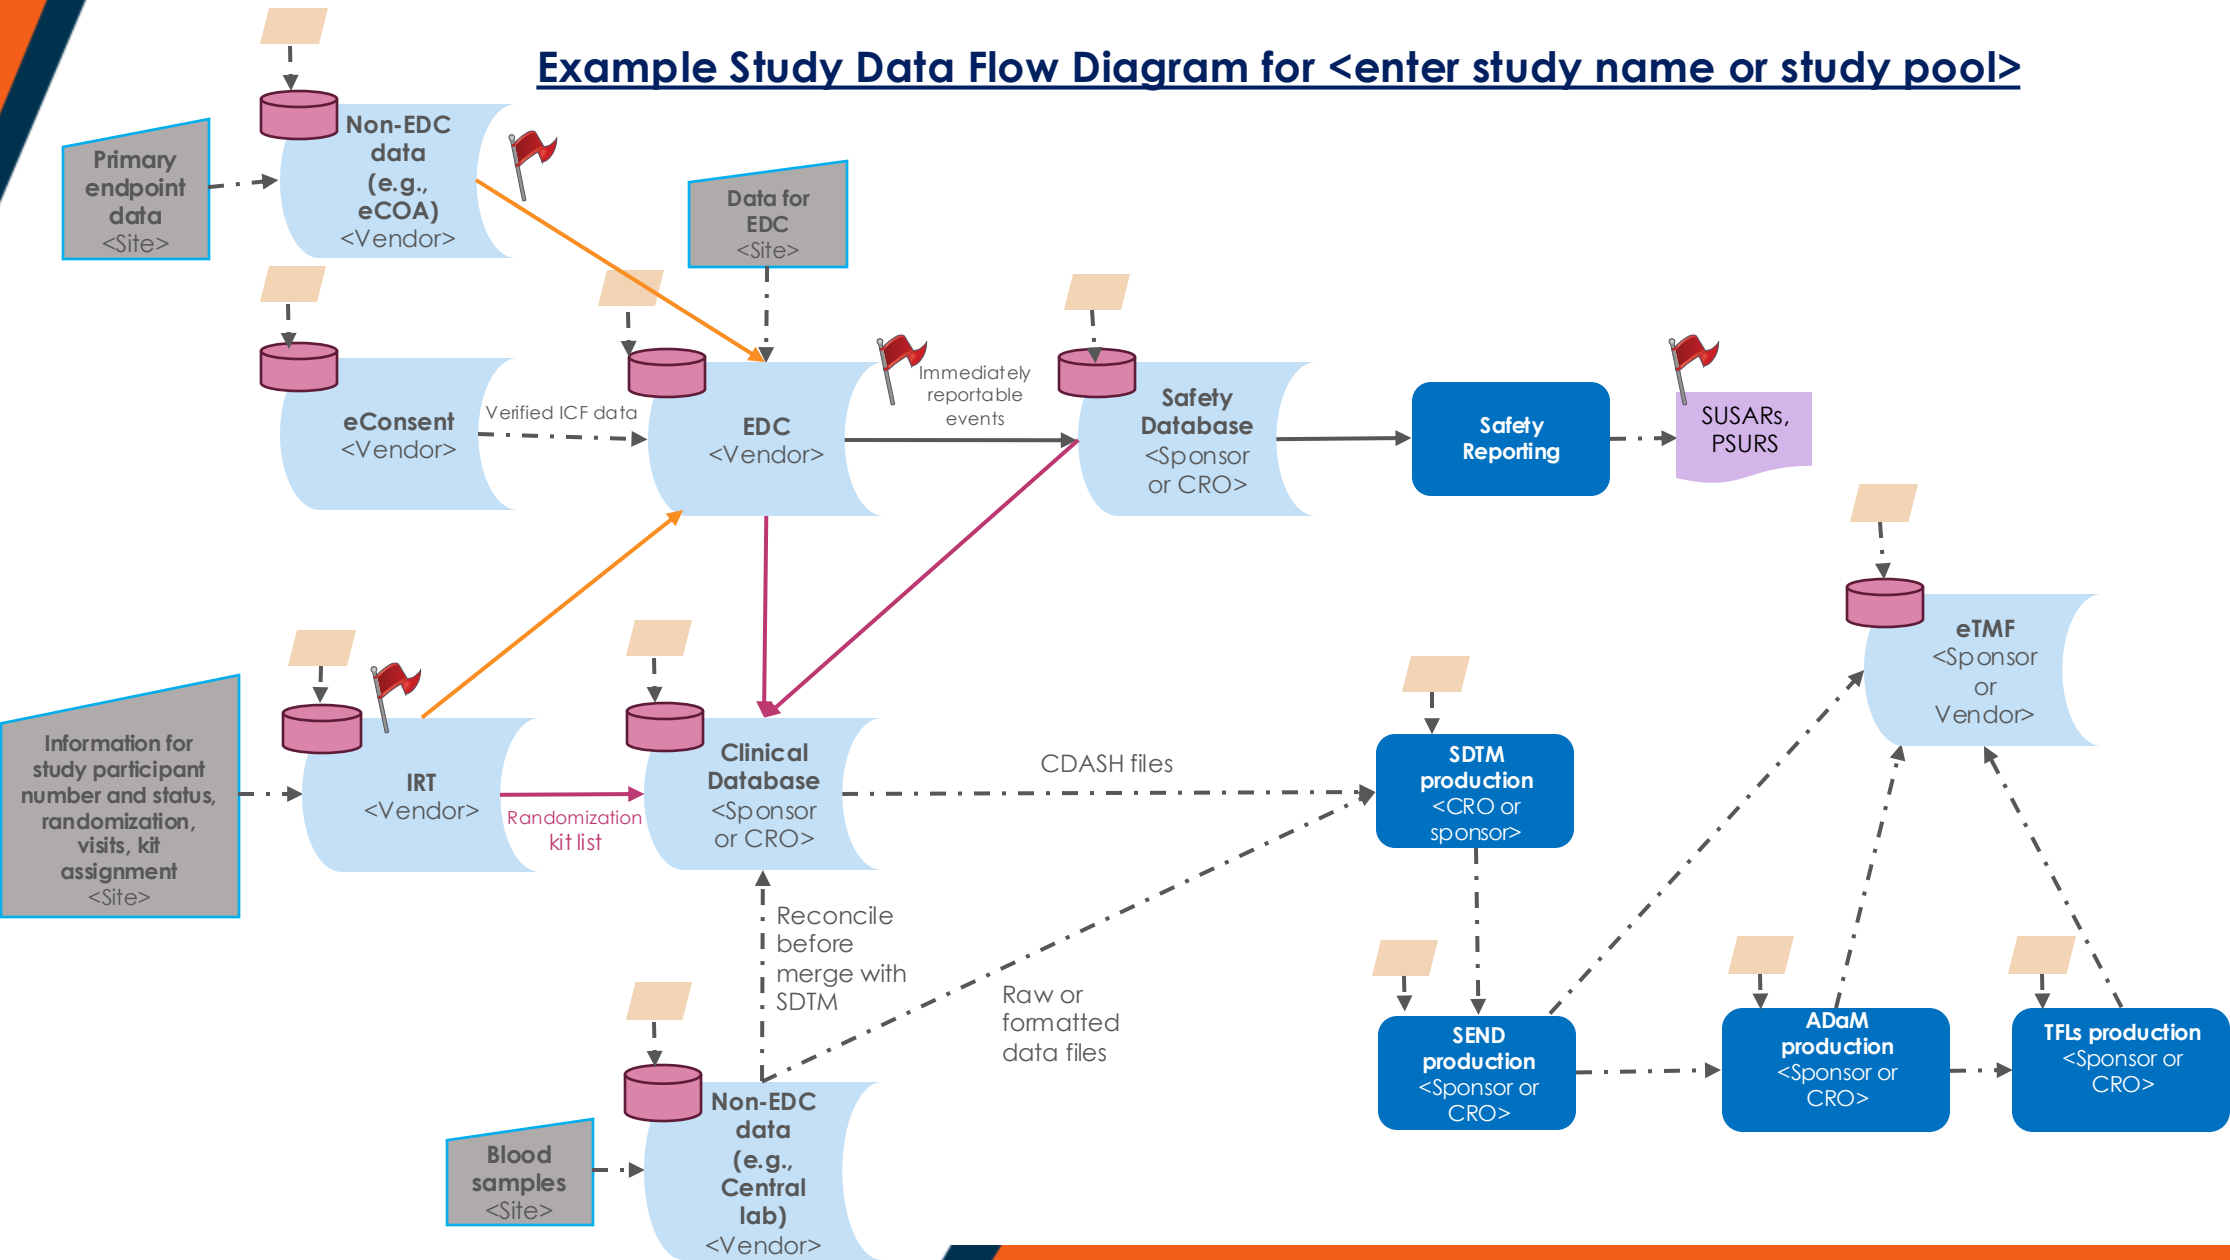 Example Study Data Flow Diagram for <enter study name or study pool>
Primary
endpoint
data
<Site>
Non-EDC
data
(e.g.,
eCOA)
<Vendor>
Data for
EDC
<Site>
eConsent
<Vendor>
Verified ICF data
EDC
<Vendor>
Immediately
reportable
events
Safety
Database
<Sponsor
or CRO>
Safety
Reporting
SUSARs,
PSURS
Information for
study participant
number and status,
randomization,
visits, kit
assignment
<Site>
IRT
<Vendor>
Randomization
kit list
Clinical
Database
<Sponsor
or CRO>
CDASH files
SDTM
production
<CRO or
sponsor>
eTMF
<Sponsor
or
Vendor>
Reconcile
before
merge with
SDTM
Raw or
formatted
data files
SEND
production
<Sponsor or
CRO>
ADaM
production
<Sponsor or
CRO>
TFLs production
<Sponsor or
CRO>
Blood
samples
<Site>
Non-EDC
data
(e.g.,
Central
lab)
<Vendor>